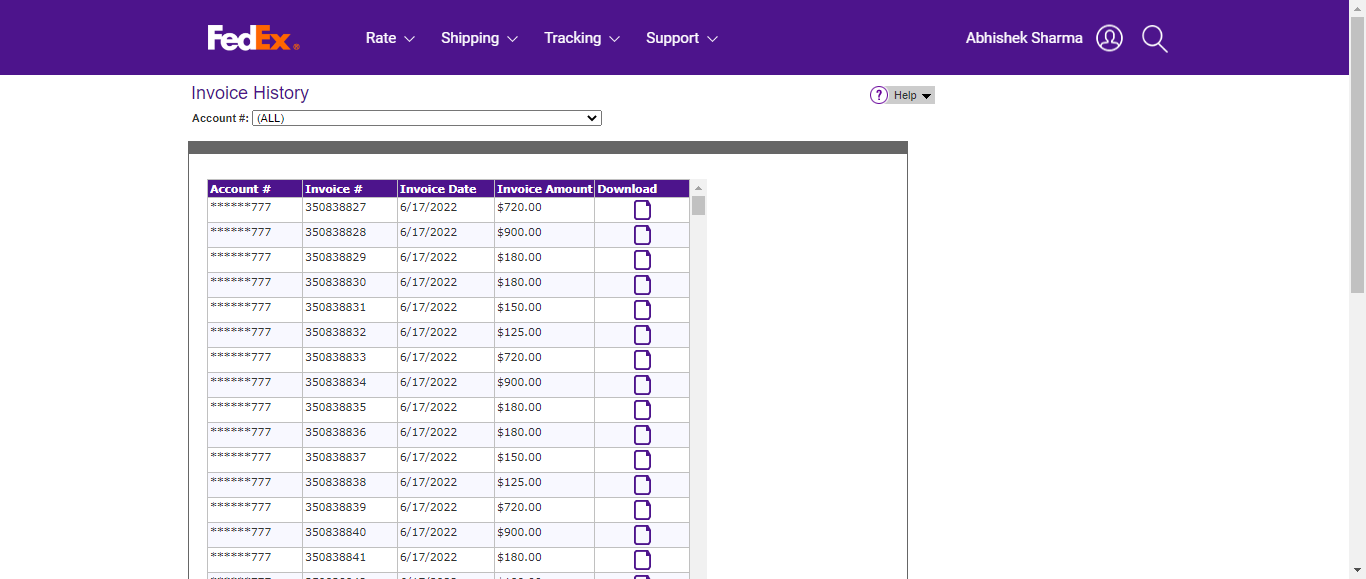 FedEx® Rate Shipping Tracking Support Abhishek Sharma
Invoice History
? Help
Account #: (ALL)
Account # Invoice # Invoice Date Invoice Amount Download
******777 350838827 6/17/2022 $720.00
******777 350838828 6/17/2022 $900.00
******777 350838829 6/17/2022 $180.00
******777 350838830 6/17/2022 $180.00
******777 350838831 6/17/2022 $150.00
******777 350838832 6/17/2022 $125.00
******777 350838833 6/17/2022 $720.00
******777 350838834 6/17/2022 $900.00
******777 350838835 6/17/2022 $180.00
******777 350838836 6/17/2022 $180.00
******777 350838837 6/17/2022 $150.00
******777 350838838 6/17/2022 $125.00
******777 350838839 6/17/2022 $720.00
******777 350838840 6/17/2022 $900.00
******777 350838841 6/17/2022 $180.00